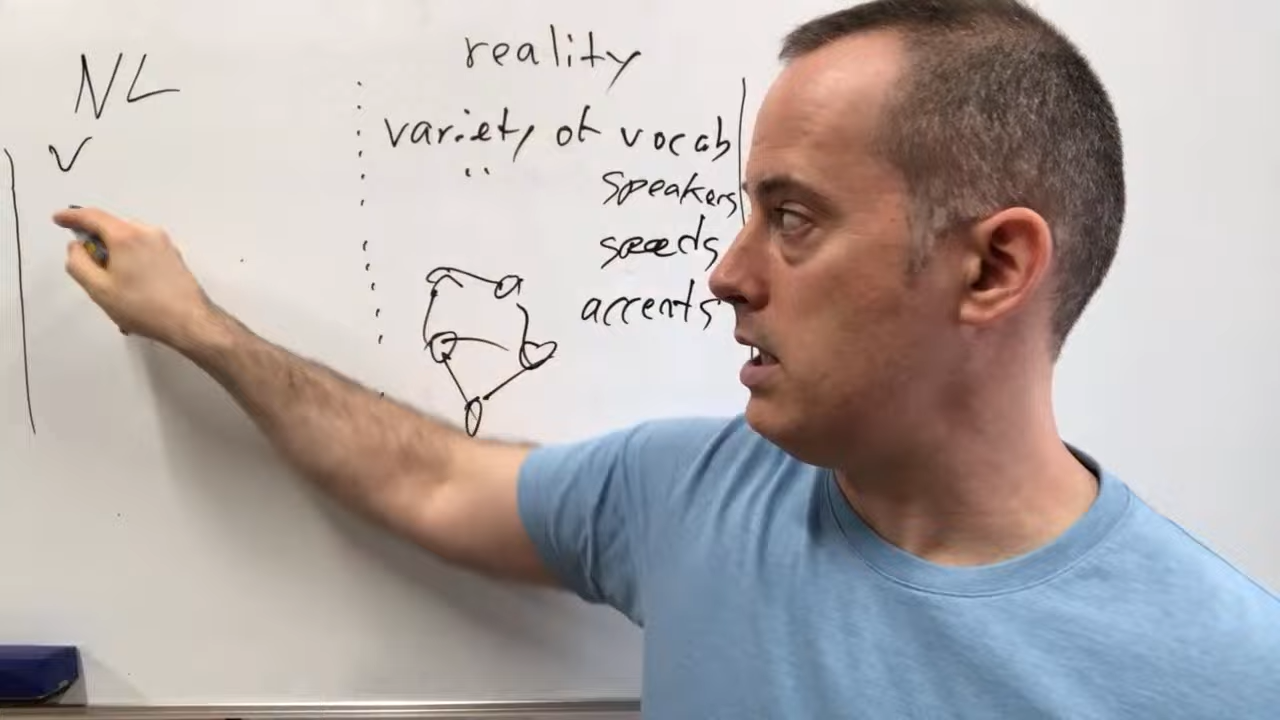 NL
reality
variety of vocab
"
speakers
speeds
accents